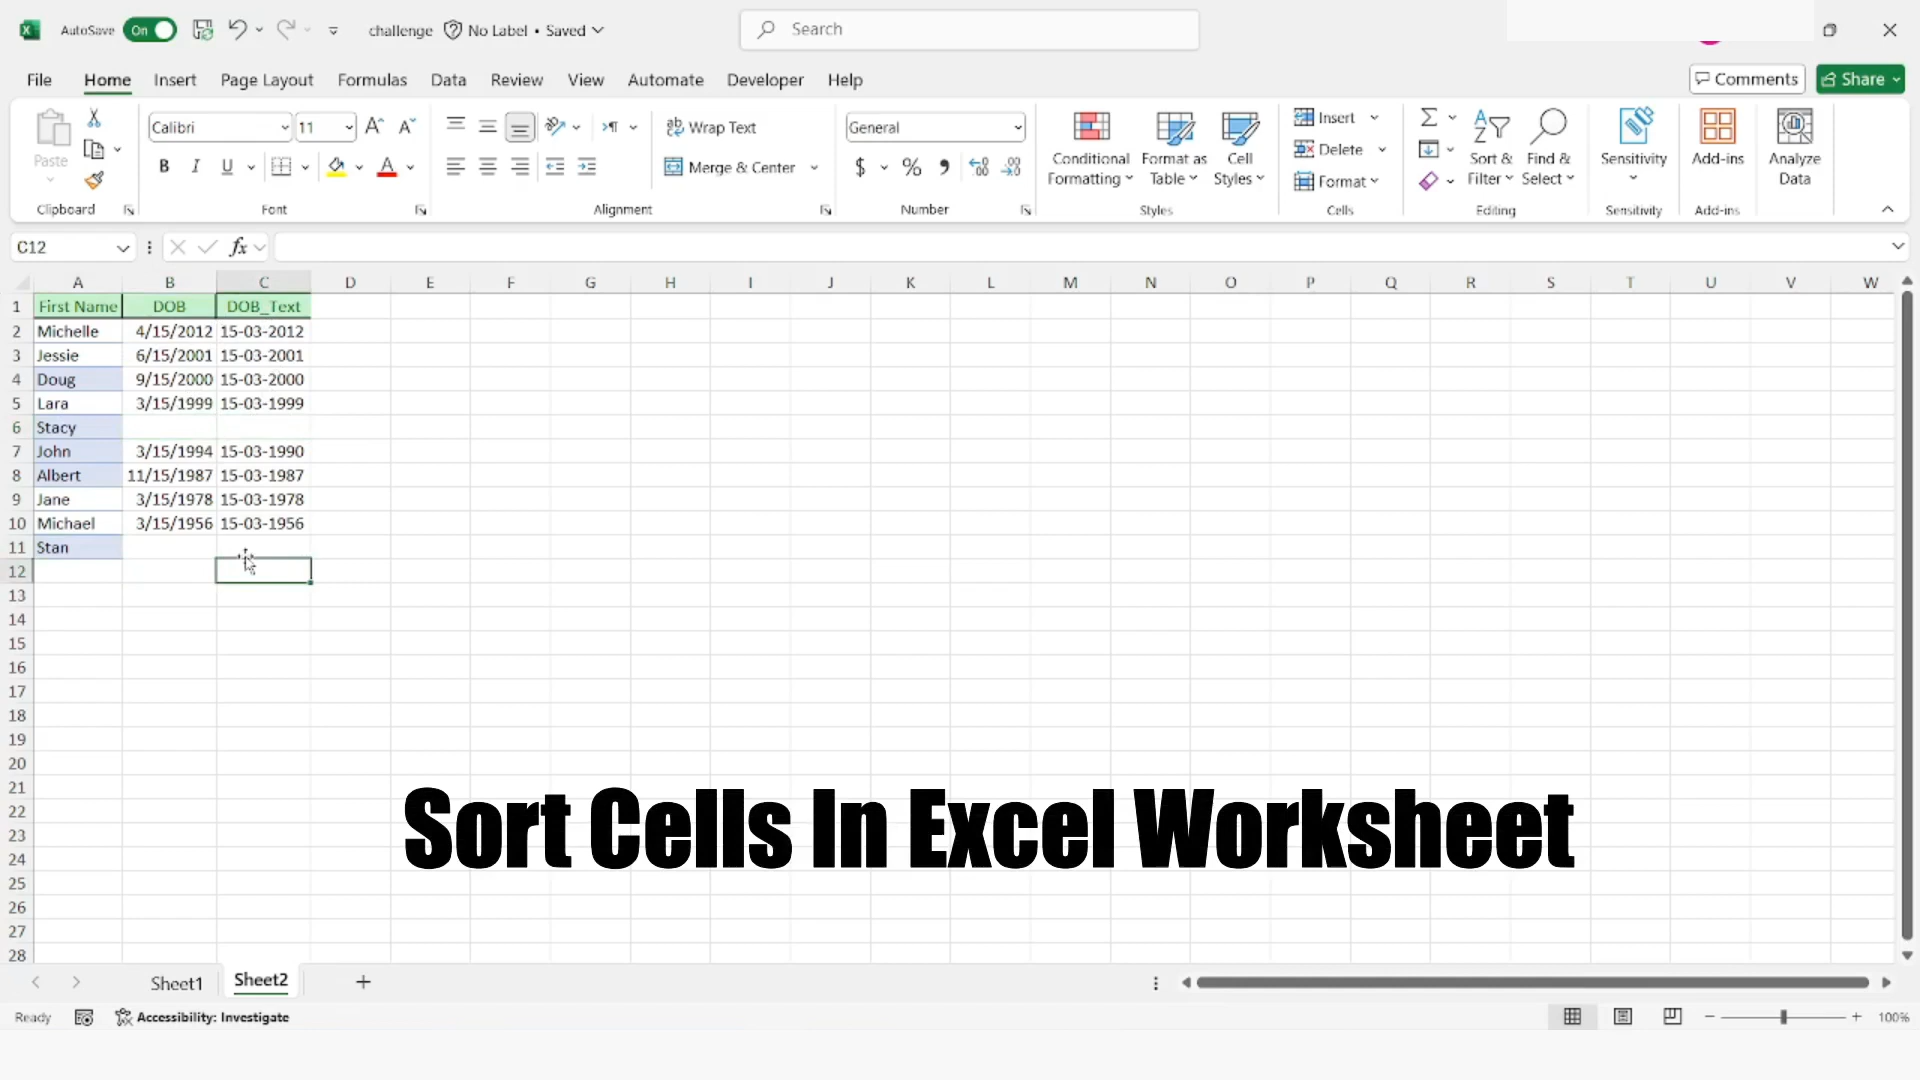 AutoSave On challenge No Label • Saved Search
File Home Insert Page Layout Formulas Data Review View Automate Developer Help Comments Share
Paste Calibri 11 Wrap Text General Conditional Formatting Format as Table Cell Styles Insert Sort & Filter Find & Select Sensitivity Add-ins Analyze Data
B I U Merge & Center $ % Delete
Format
Clipboard Font Alignment Number Styles Cells Editing Sensitivity Add-ins
C12 fx
A B C D E F G H I J K L M N O P Q R S T U V W
1 First Name DOB DOB_Text
2 Michelle 4/15/2012 15-03-2012
3 Jessie 6/15/2001 15-03-2001
4 Doug 9/15/2000 15-03-2000
5 Lara 3/15/1999 15-03-1999
6 Stacy
7 John 3/15/1994 15-03-1990
8 Albert 11/15/1987 15-03-1987
9 Jane 3/15/1978 15-03-1978
10 Michael 3/15/1956 15-03-1956
11 Stan
12
13
14
15
16
17
18
19
20
21
22
23
24
25
26
27
28
Sort Cells In Excel Worksheet
Sheet1 Sheet2
Ready Accessibility: Investigate 100%